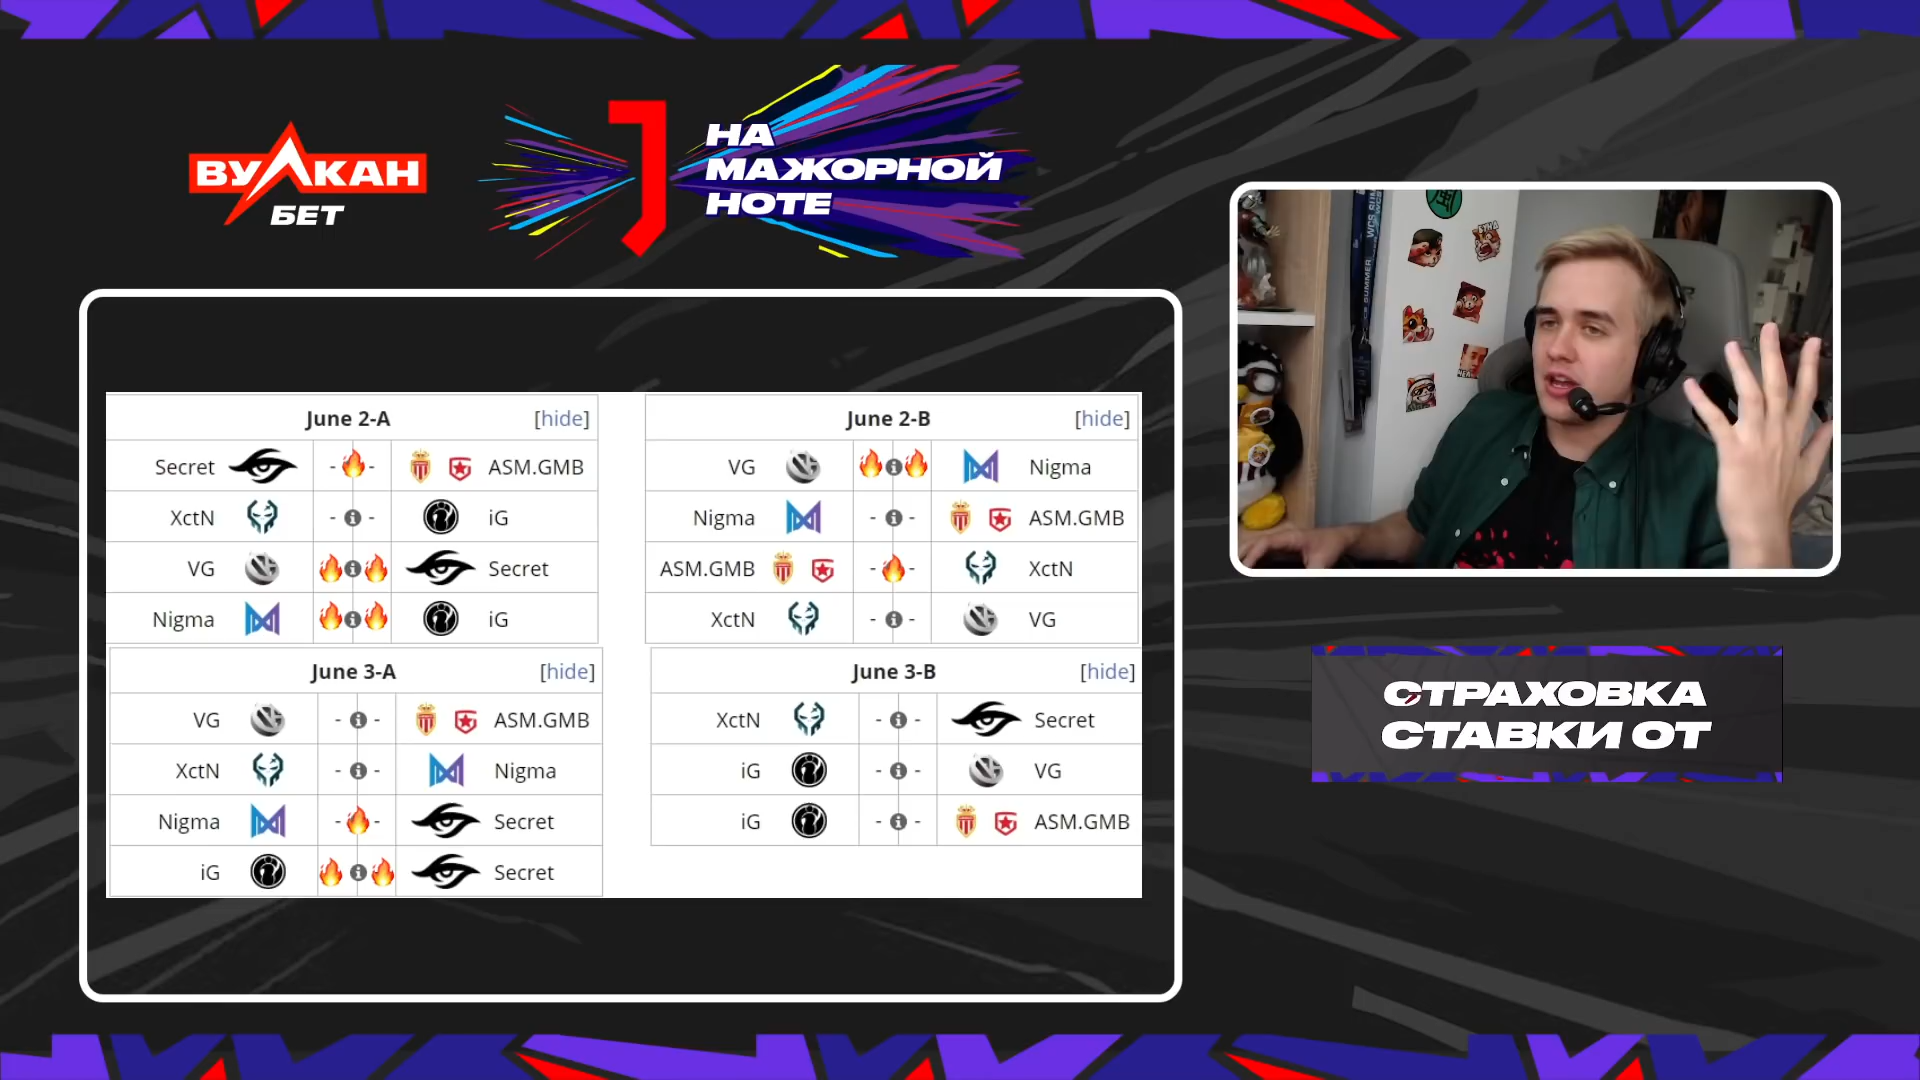 ВУЛКАН
БЕТ
НА
МАЖОРНОЙ
НОТЕ
June 2-A [hide]
Secret - - ASM.GMB
XctN - i - iG
VG i Secret
Nigma i iG
June 2-B [hide]
VG i Nigma
Nigma - i - ASM.GMB
ASM.GMB - - XctN
XctN - i - VG
June 3-A [hide]
VG - i - ASM.GMB
XctN - i - Nigma
Nigma - - Secret
iG i Secret
June 3-B [hide]
XctN - i - Secret
iG - i - VG
iG - i - ASM.GMB
СТРАХОВКА
СТАВКИ ОТ